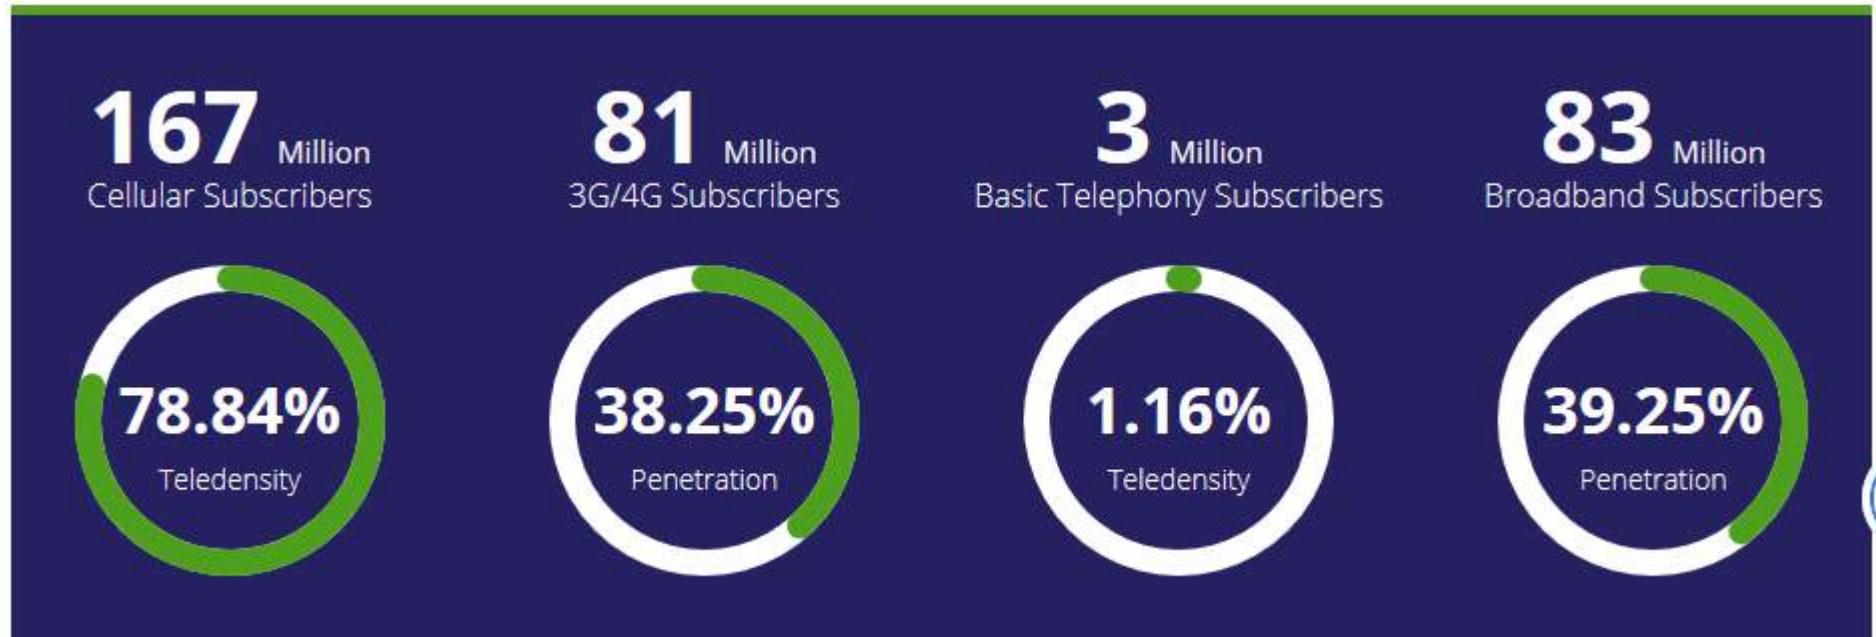 167 Million
Cellular Subscribers
78.84%
Teledensity
81 Million
3G/4G Subscribers
38.25%
Penetration
3 Million
Basic Telephony Subscribers
1.16%
Teledensity
83 Million
Broadband Subscribers
39.25%
Penetration